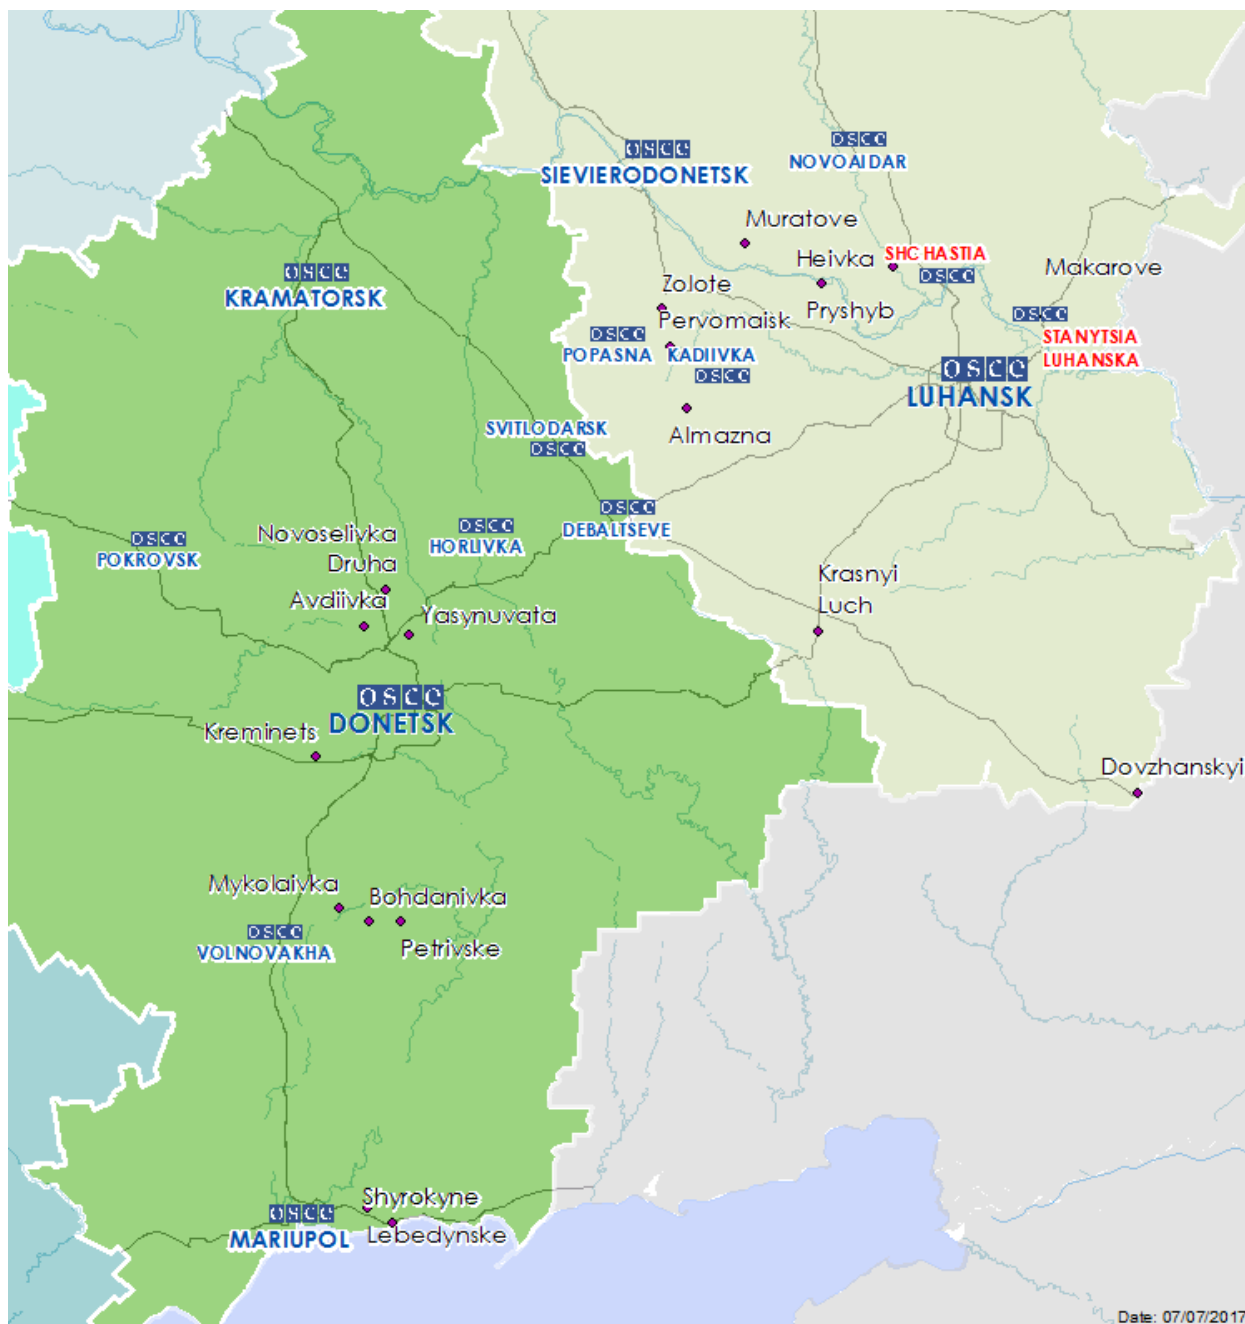 OSCE
SIEVIERODONETSK
OSCE
NOVOAIDAR
Muratove
Heivka
SHCHASTIA
OSCE
Makarove
OSCE
KRAMATORSK
Zolote
Pryshyb
Pervomaisk
OSCE
STANYTSIA
LUHANSKA
OSCE
POPASNA
KADIIVKA
OSCE
OSCE
LUHANSK
Almazna
SVITLODARSK
OSCE
OSCE
DEBALTSEVE
OSCE
HORLIVKA
OSCE
POKROVSK
Novoselivka
Druha
Avdiivka
Yasynuvata
Krasnyi
Luch
OSCE
DONETSK
Kreminets
Dovzhanskyi
Mykolaivka
Bohdanivka
Petrivske
OSCE
VOLNOVAKHA
Shyrokyne
OSCE
MARIUPOL
Lebedynske
Date: 07/07/2017